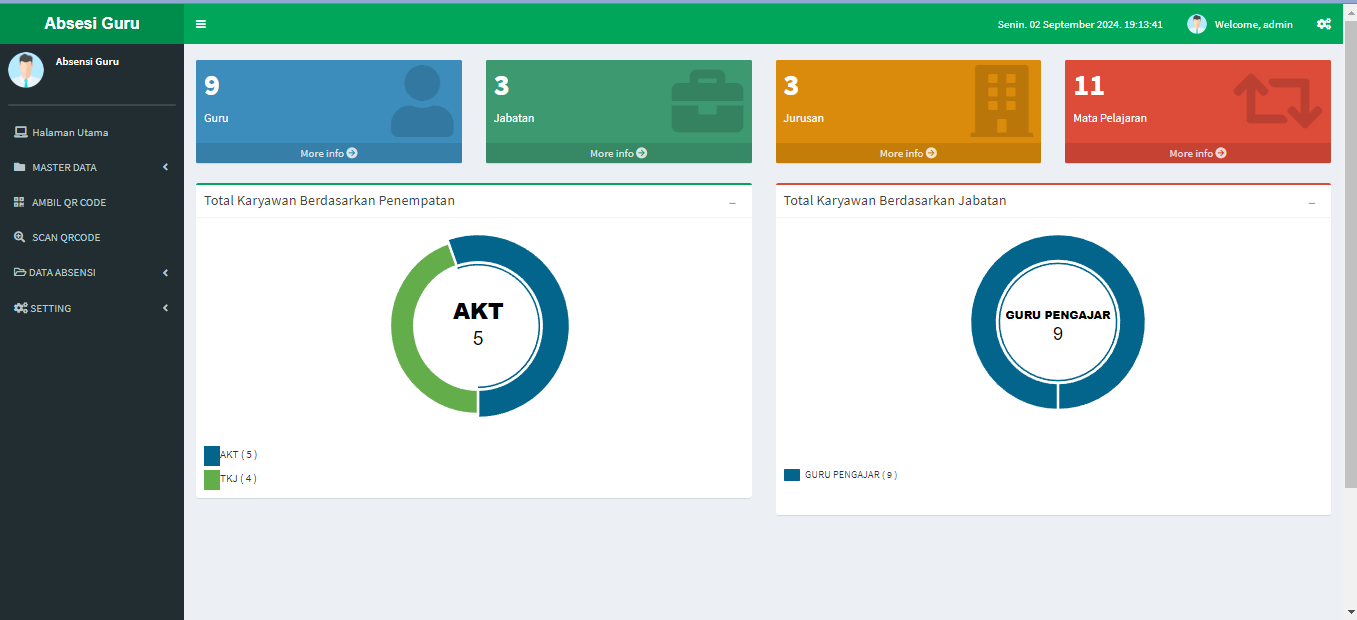 Absesi Guru
Senin. 02 September 2024. 19:13:41
Welcome, admin
Absensi Guru
Halaman Utama
MASTER DATA
AMBIL QR CODE
SCAN QRCODE
DATA ABSENSI
SETTING
9
Guru
More info
3
Jabatan
More info
3
Jurusan
More info
11
Mata Pelajaran
More info
Total Karyawan Berdasarkan Penempatan
AKT
5
AKT ( 5 )
TKJ ( 4 )
Total Karyawan Berdasarkan Jabatan
GURU PENGAJAR
9
GURU PENGAJAR ( 9 )